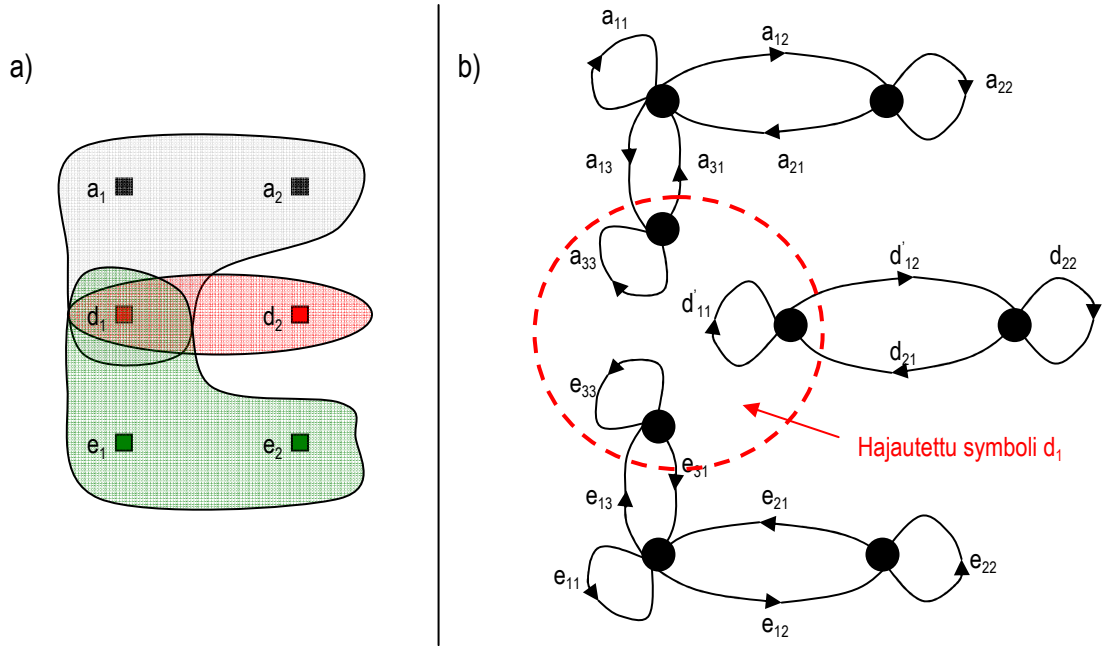 a)
a1 a2
d1 d2
e1 e2
b)
a11
a12
a22
a21
a13 a31
a33
d'12
d22
d'11
d21
e33
Hajautettu symboli d1
e31
e13
e21
e11
e22
e12